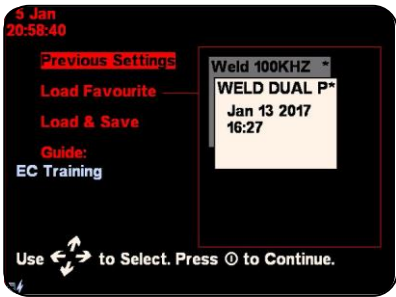 5 Jan
20:58:40
Previous Settings
Load Favourite
Load & Save
Guide:
EC Training
Weld 100KHZ *
WELD DUAL P*
Jan 13 2017
16:27
Use to Select. Press to Continue.